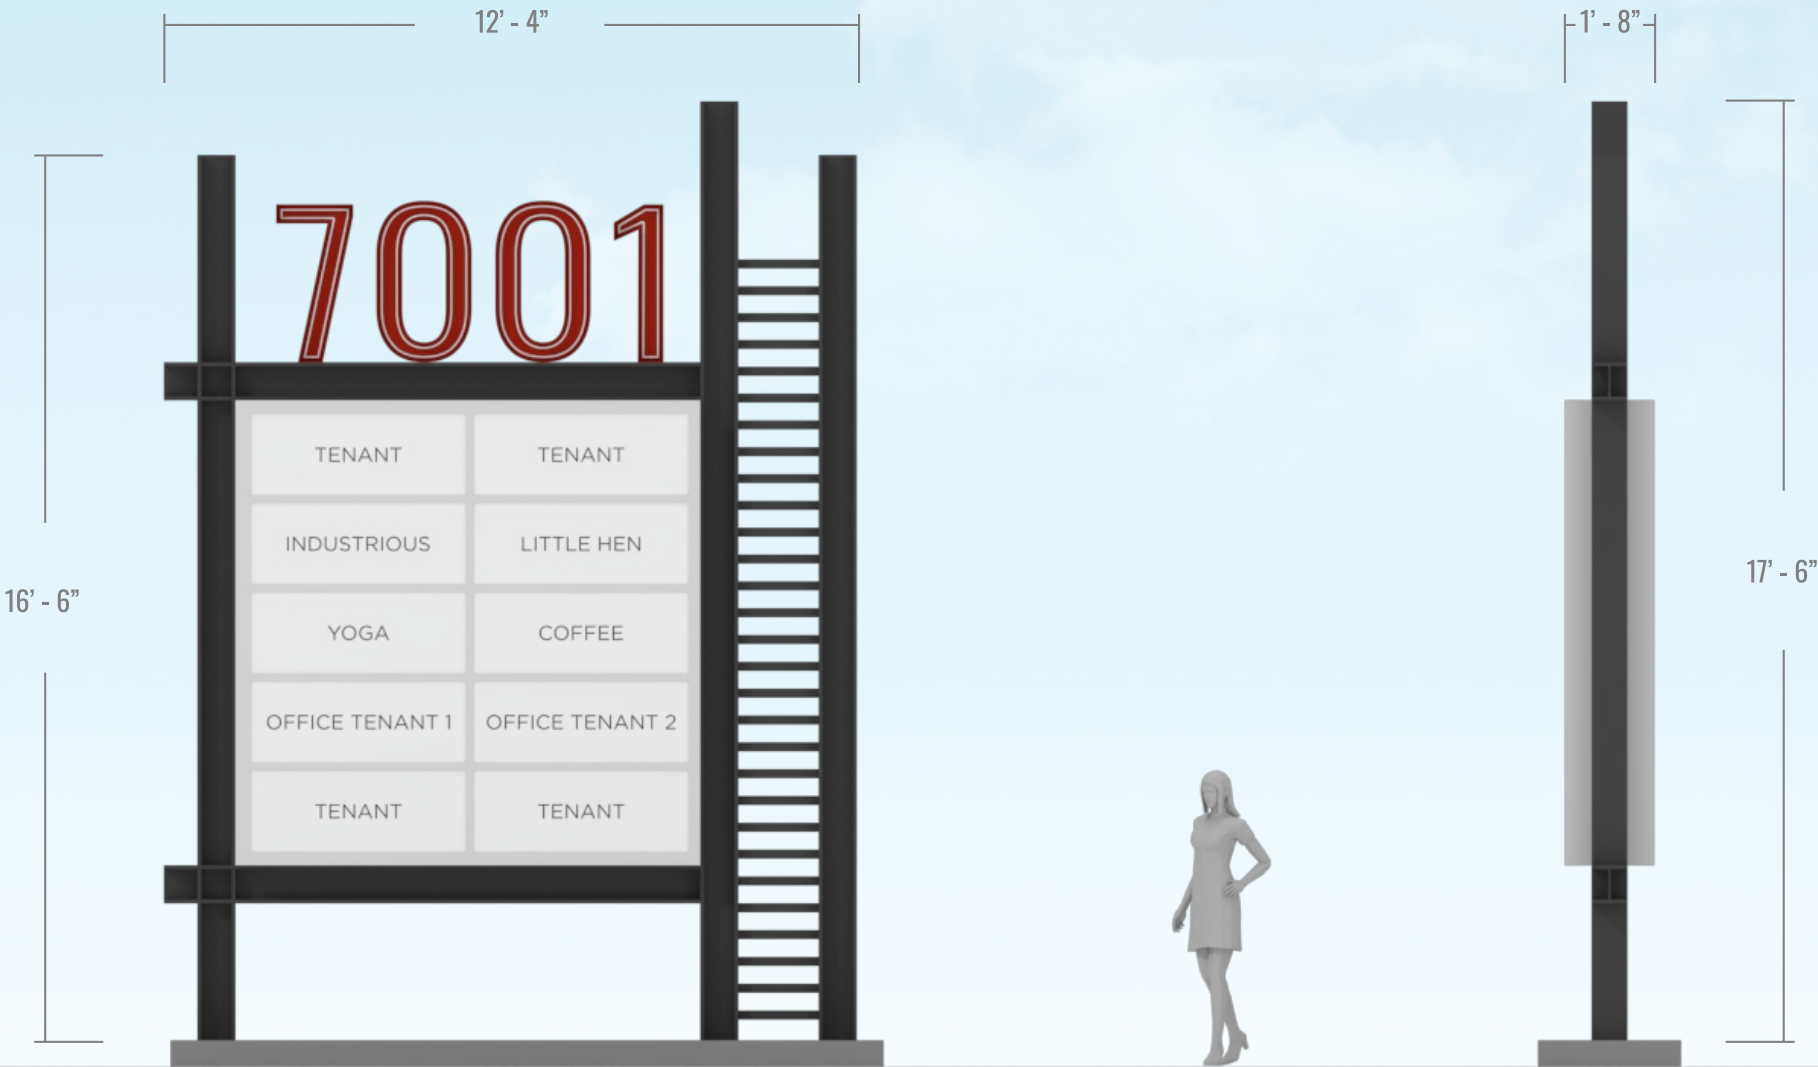 12’ - 4”
1’ - 8”
7001
TENANT TENANT
INDUSTRIOUS LITTLE HEN
16’ - 6”
17’ - 6”
YOGA COFFEE
OFFICE TENANT 1 OFFICE TENANT 2
TENANT TENANT